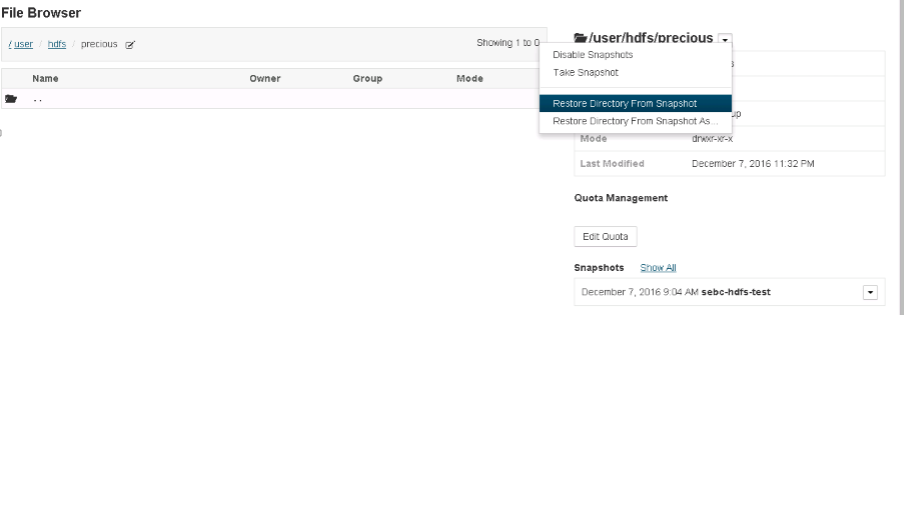 File Browser
/ user / hdfs / precious
Showing 1 to 0
Name Owner Group Mode
..
/user/hdfs/precious
Disable Snapshots
Take Snapshot
Restore Directory From Snapshot
Restore Directory From Snapshot As...
Mode drwxr-xr-x
Last Modified December 7, 2016 11:32 PM
Quota Management
Edit Quota
Snapshots Show All
December 7, 2016 9:04 AM sebc-hdfs-test